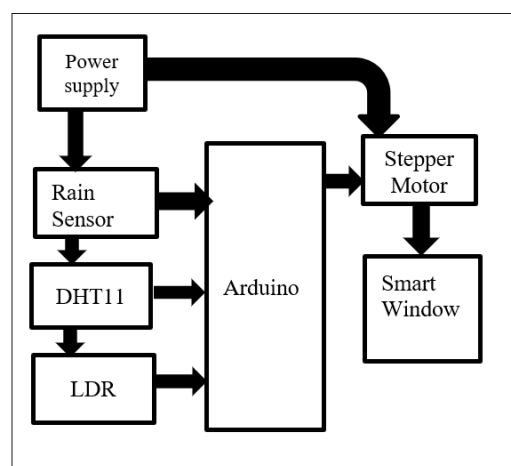 Power
supply
Rain
Sensor
DHT11
LDR
Arduino
Stepper
Motor
Smart
Window